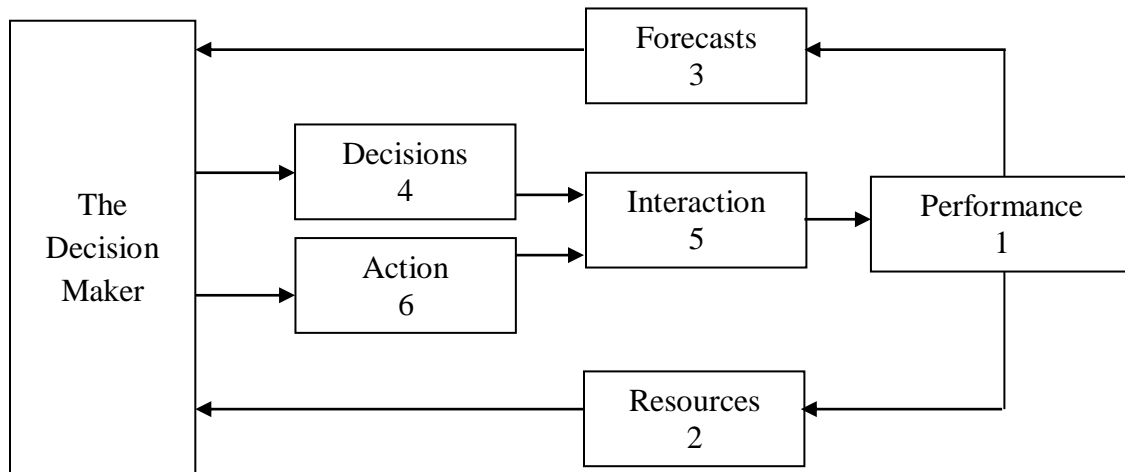 Forecasts
3
Decisions
4
The
Decision
Maker
Interaction
5
Performance
1
Action
6
Resources
2